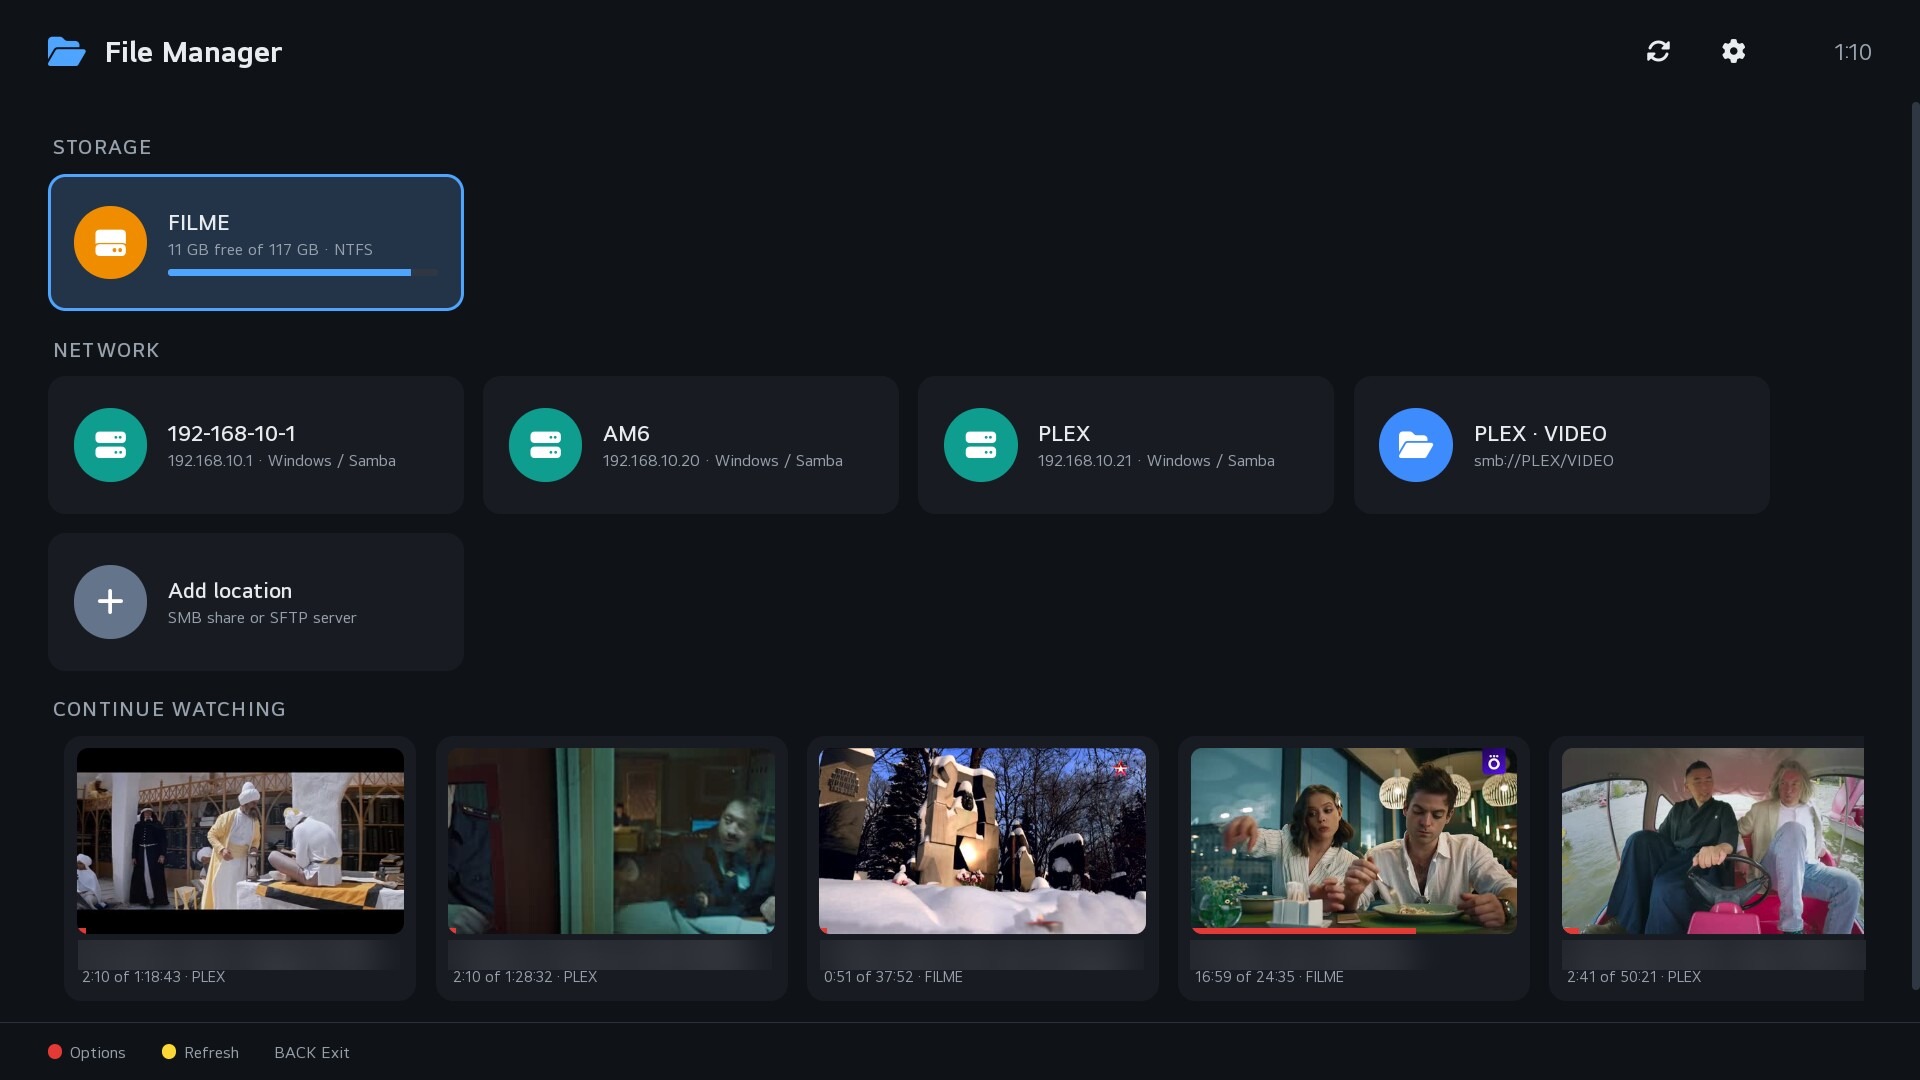 File Manager
1:10
STORAGE
FILME
11 GB free of 117 GB · NTFS
NETWORK
192-168-10-1
192.168.10.1 · Windows / Samba
AM6
192.168.10.20 · Windows / Samba
PLEX
192.168.10.21 · Windows / Samba
PLEX · VIDEO
smb://PLEX/VIDEO
Add location
SMB share or SFTP server
CONTINUE WATCHING
2:10 of 1:18:43 · PLEX
2:10 of 1:28:32 · PLEX
0:51 of 37:52 · FILME
16:59 of 24:35 · FILME
2:41 of 50:21 · PLEX
Options
Refresh
BACK Exit